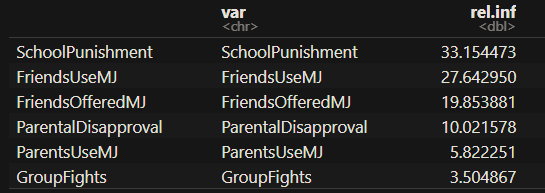 var rel.inf
<chr> <dbl>
SchoolPunishment SchoolPunishment 33.154473
FriendsUseMJ FriendsUseMJ 27.642950
FriendsOfferedMJ FriendsOfferedMJ 19.853881
ParentalDisapproval ParentalDisapproval 10.021578
ParentsUseMJ ParentsUseMJ 5.822251
GroupFights GroupFights 3.504867